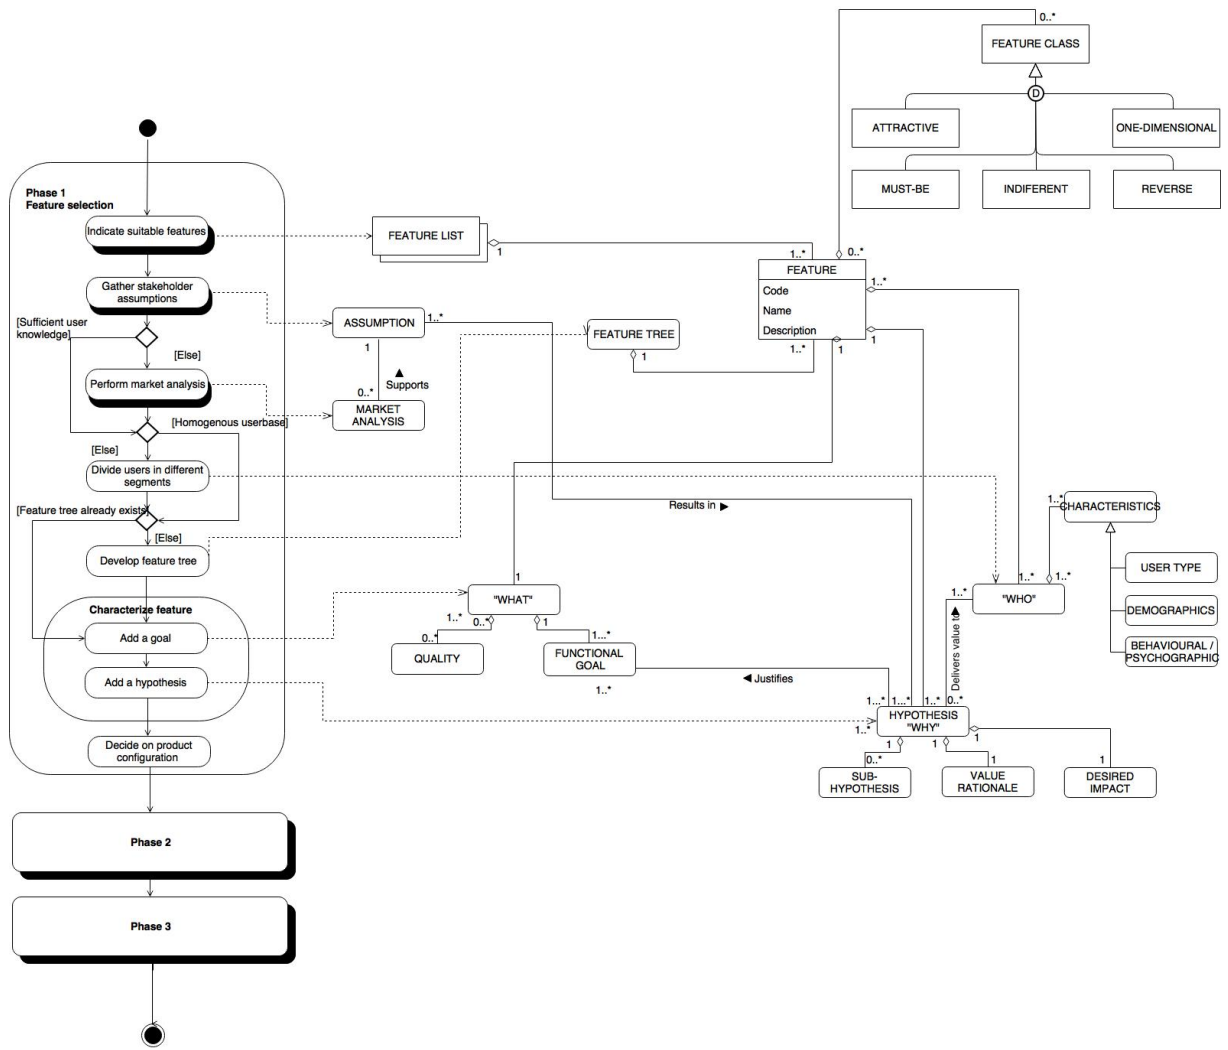 0..*
FEATURE CLASS
D
ATTRACTIVE
ONE-DIMENSIONAL
MUST-BE
INDIFERENT
REVERSE
Phase 1
Feature selection
Indicate suitable features
FEATURE LIST
1
1..*
0..*
FEATURE
Code
Name
Description
1..*
1
1..*
1
Gather stakeholder
assumptions
[Sufficient user
knowledge]
ASSUMPTION
1..*
1
FEATURE TREE
1
[Else]
Perform market analysis
▲
Supports
0..*
MARKET
ANALYSIS
[Homogenous userbase]
[Else]
Divide users in different
segments
Results in ▶
[Feature tree already exists]
[Else]
Develop feature tree
1..*
CHARACTERISTICS
USER TYPE
DEMOGRAPHICS
BEHAVIOURAL /
PSYCHOGRAPHIC
1
"WHAT"
1..*
0..*
1
0..*
QUALITY
1...*
FUNCTIONAL
GOAL
1..*
1..*
1..*
1..*
"WHO"
Delivers value to ▶
Characterize feature
Add a goal
Add a hypothesis
◀ Justifies
1...*
1...*
1..*
0..*
1..*
HYPOTHESIS
"WHY"
1
1
1
0..*
SUB-
HYPOTHESIS
1
VALUE
RATIONALE
1
DESIRED
IMPACT
Decide on product
configuration
Phase 2
Phase 3